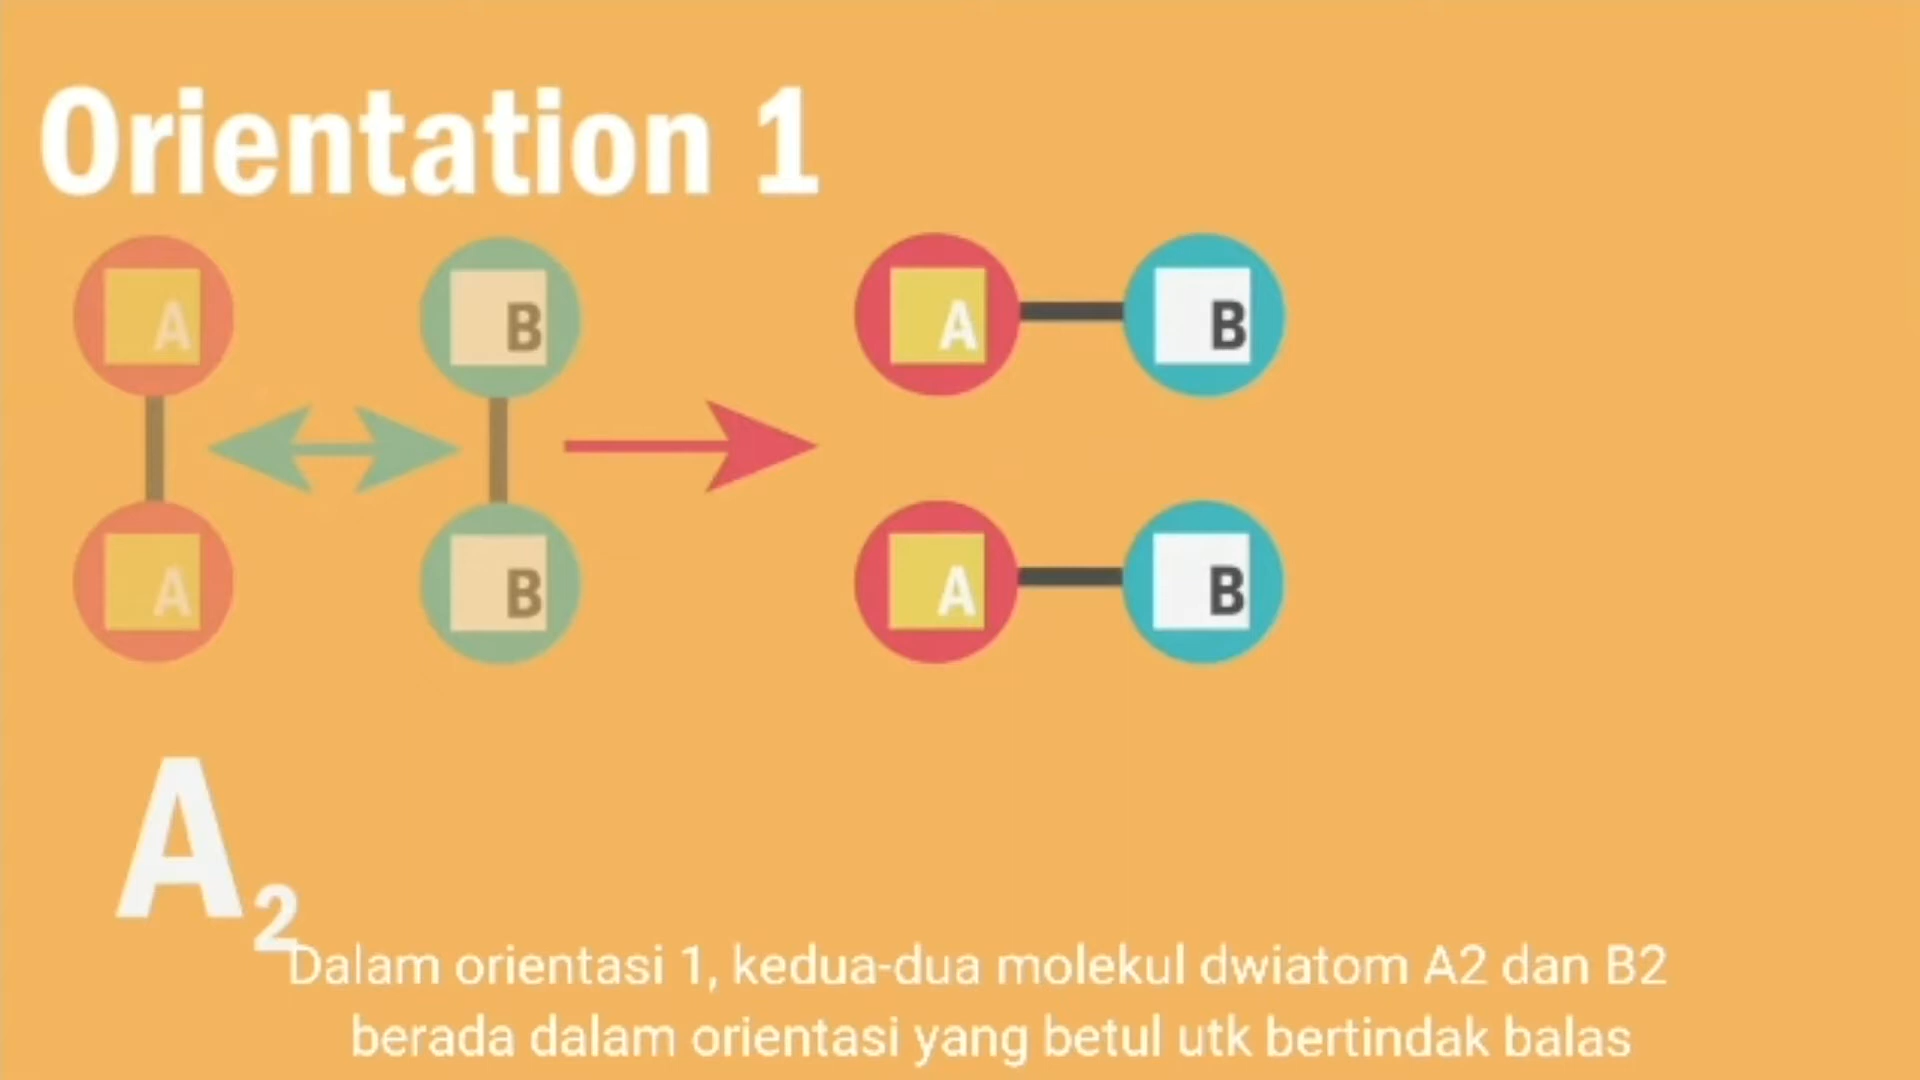 Orientation 1
A B A B
A B A B
A2
Dalam orientasi 1, kedua-dua molekul dwiatom A2 dan B2
berada dalam orientasi yang betul utk bertindak balas